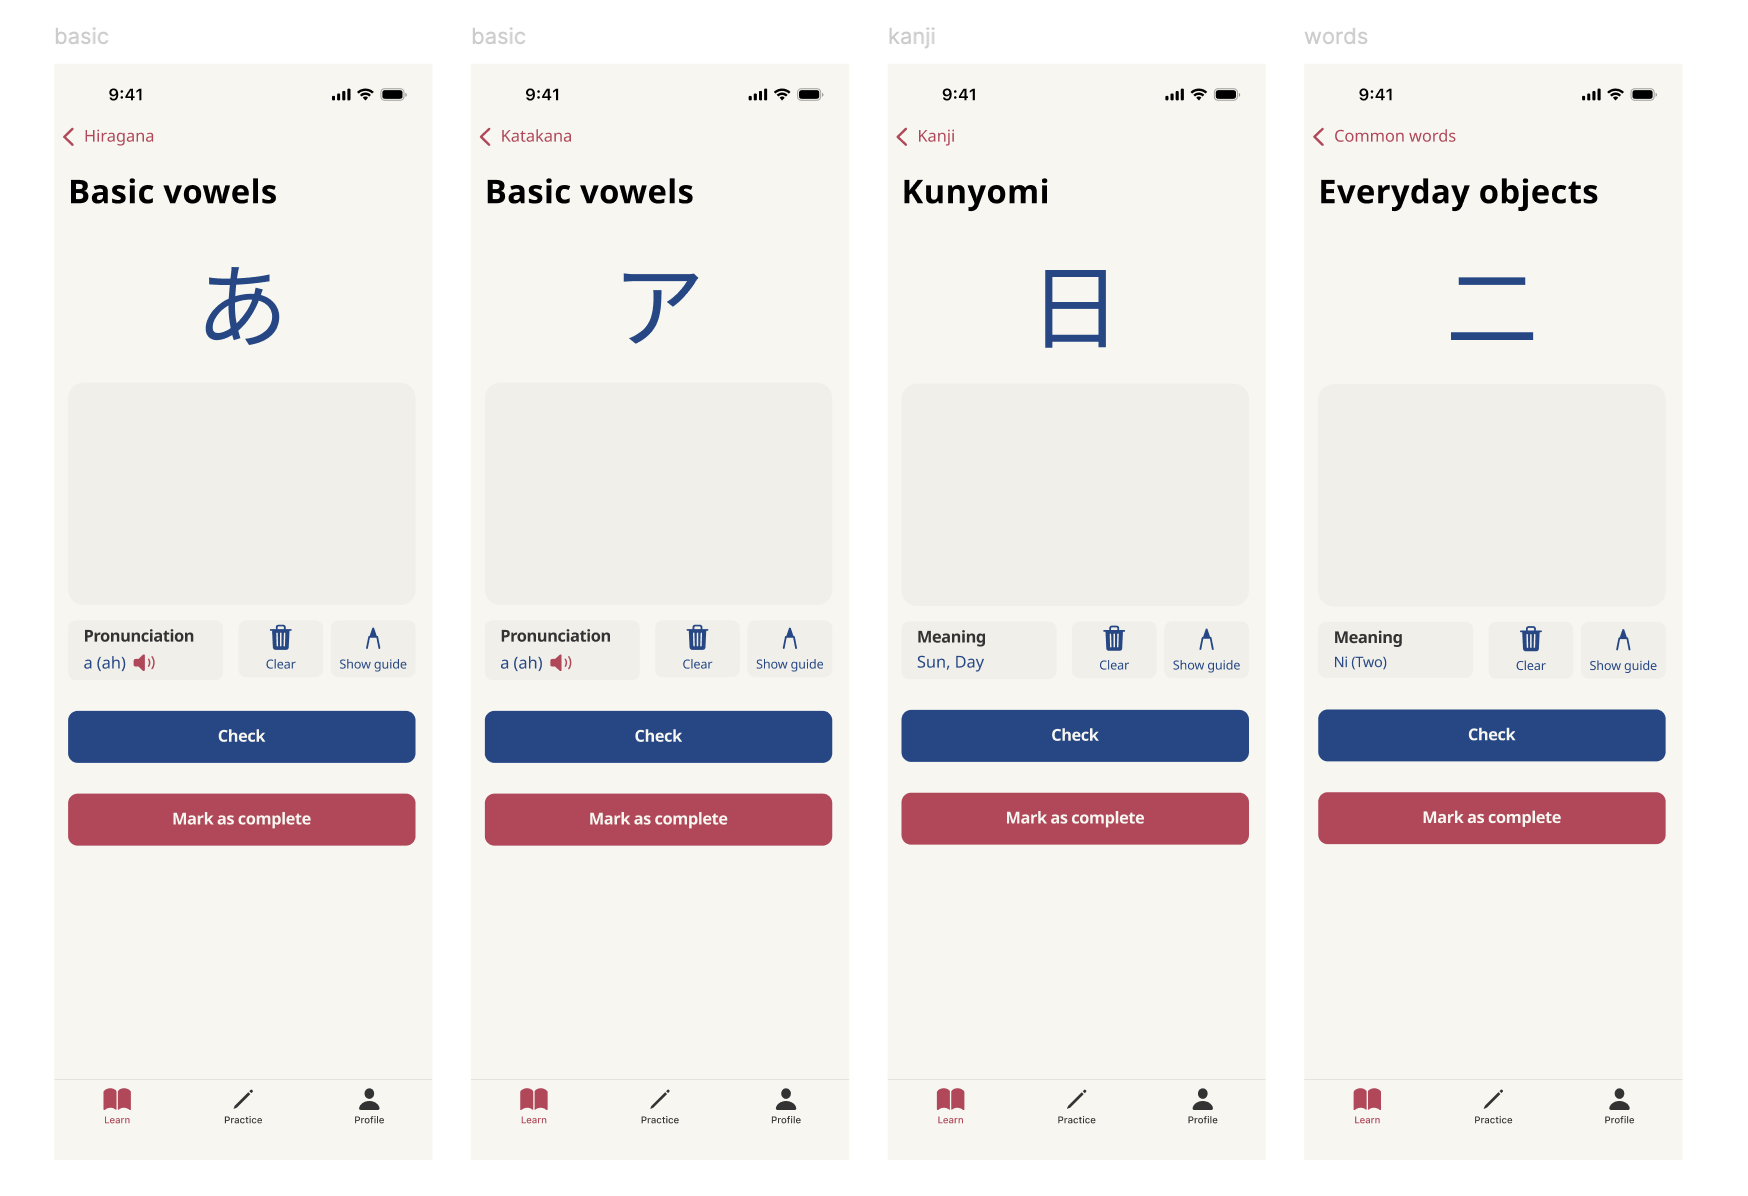 basic
9:41
Hiragana
Basic vowels
あ
Pronunciation
a (ah)
Clear
Show guide
Check
Mark as complete
Learn
Practice
Profile
basic
9:41
Katakana
Basic vowels
ア
Pronunciation
a (ah)
Clear
Show guide
Check
Mark as complete
Learn
Practice
Profile
kanji
9:41
Kanji
Kunyomi
日
Meaning
Sun, Day
Clear
Show guide
Check
Mark as complete
Learn
Practice
Profile
words
9:41
Common words
Everyday objects
二
Meaning
Ni (Two)
Clear
Show guide
Check
Mark as complete
Learn
Practice
Profile